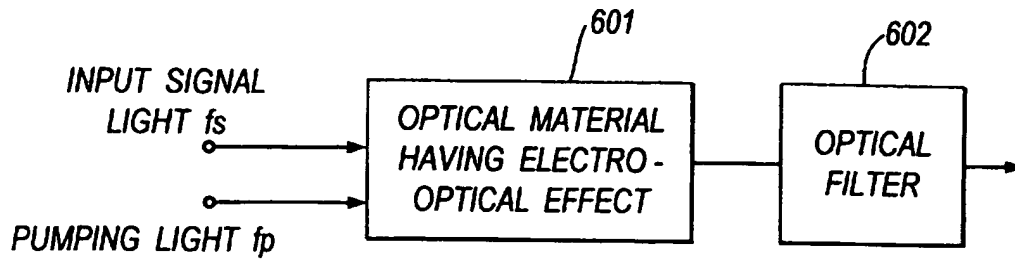 601
602
INPUT SIGNAL
LIGHT fs
OPTICAL MATERIAL
HAVING ELECTRO-
OPTICAL EFFECT
OPTICAL
FILTER
PUMPING LIGHT fp